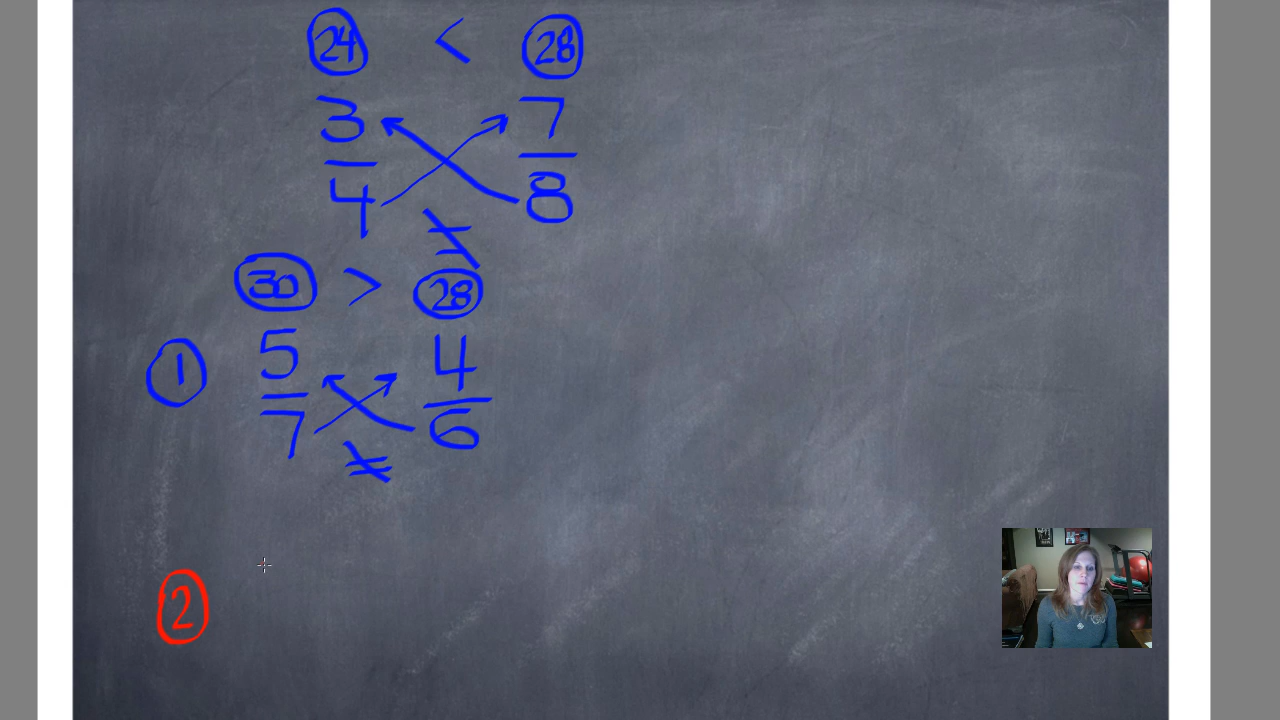 24 < 28
3/4 7/8
≠
30 > 28
① 5/7 4/6
≠
②